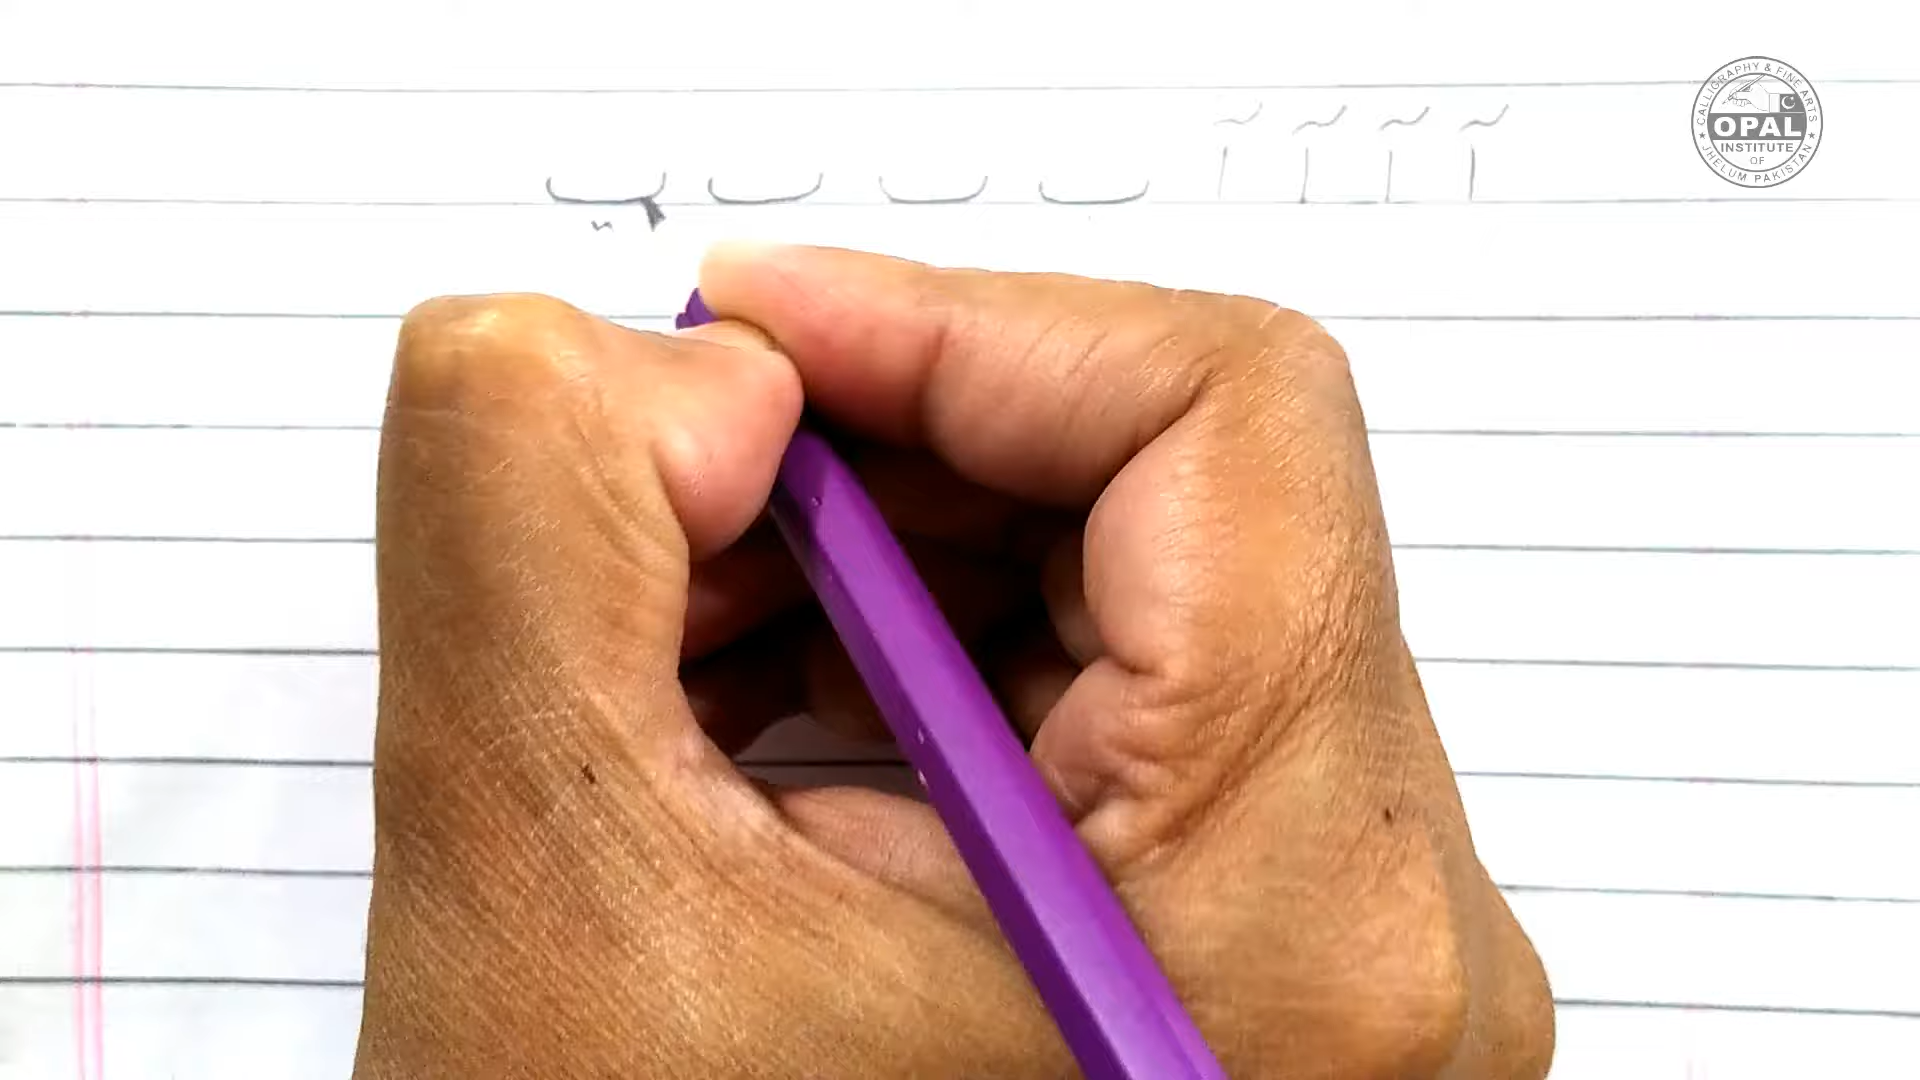 آ آ آ آ ب
CALLIGRAPHY & FINE ARTS
OPAL
INSTITUTE
OF
JHELUM PAKISTAN